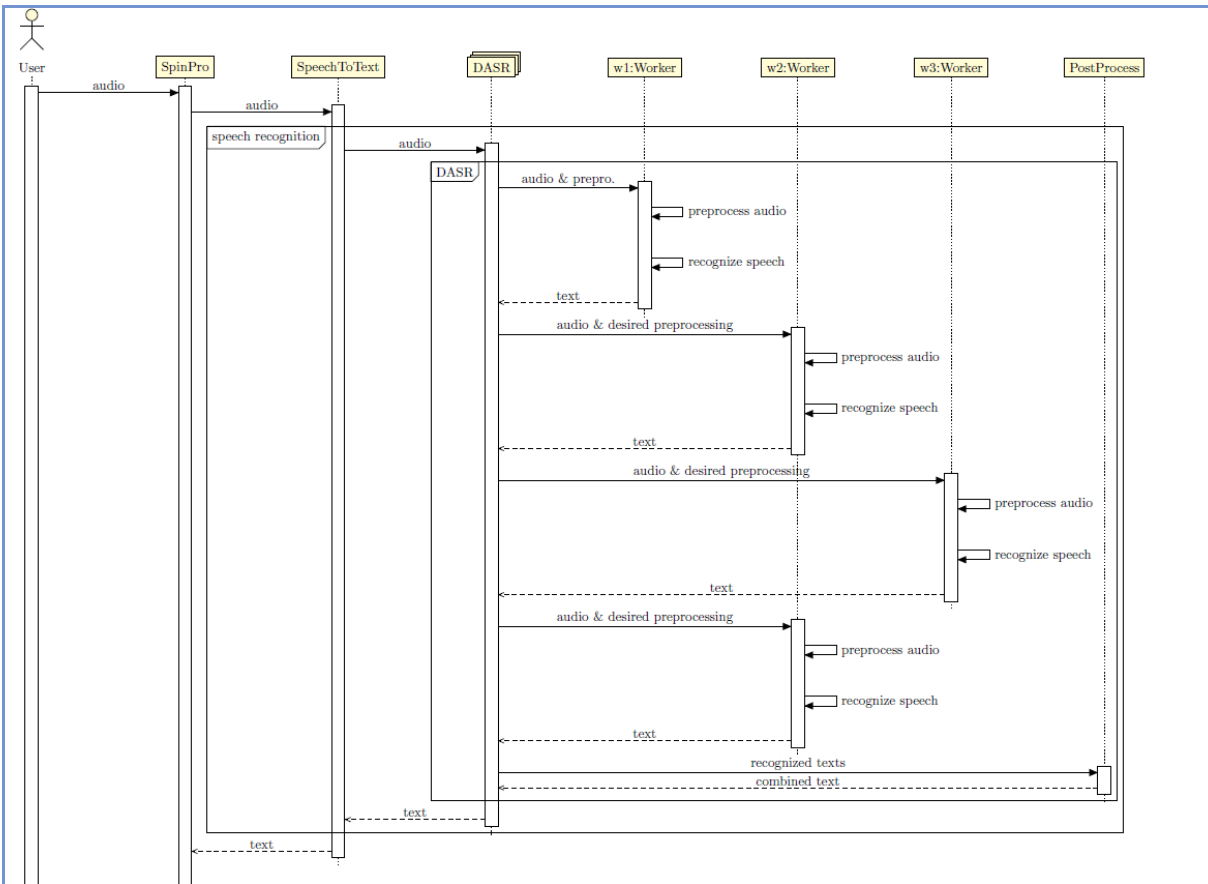 User
SpinPro
SpeechToText
DASR
w1:Worker
w2:Worker
w3:Worker
PostProcess
audio
audio
speech recognition
audio
DASR
audio & prepro.
preprocess audio
recognize speech
text
audio & desired preprocessing
preprocess audio
recognize speech
text
audio & desired preprocessing
preprocess audio
recognize speech
text
audio & desired preprocessing
preprocess audio
recognize speech
text
recognized texts
combined text
text
text